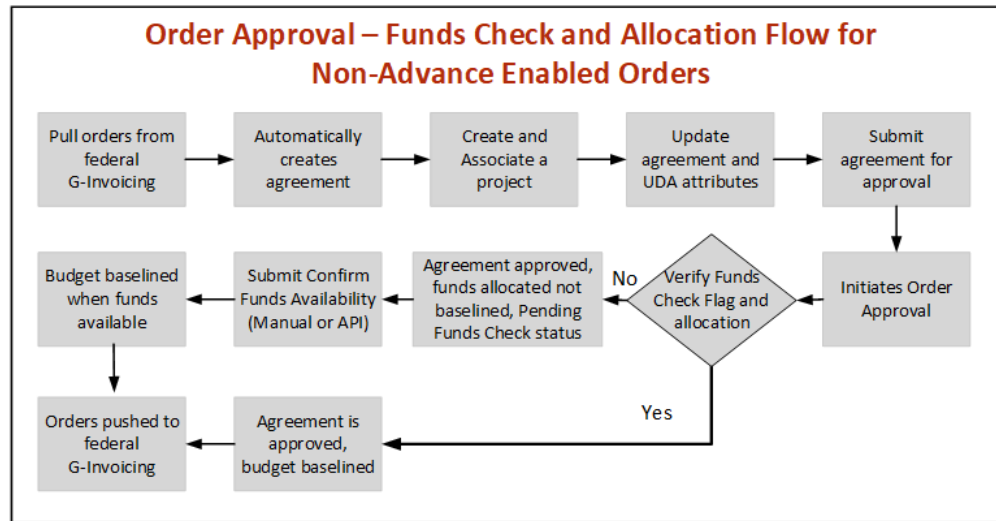 Order Approval – Funds Check and Allocation Flow for
Non-Advance Enabled Orders
Pull orders from
federal
G-Invoicing
Automatically
creates
agreement
Create and
Associate a
project
Update
agreement and
UDA attributes
Submit
agreement for
approval
Initiates Order
Approval
Verify Funds
Check Flag and
allocation
No
Agreement approved,
funds allocated not
baselined, Pending
Funds Check status
Submit Confirm
Funds Availability
(Manual or API)
Budget baselined
when funds
available
Yes
Agreement is
approved,
budget baselined
Orders pushed to
federal
G-Invoicing